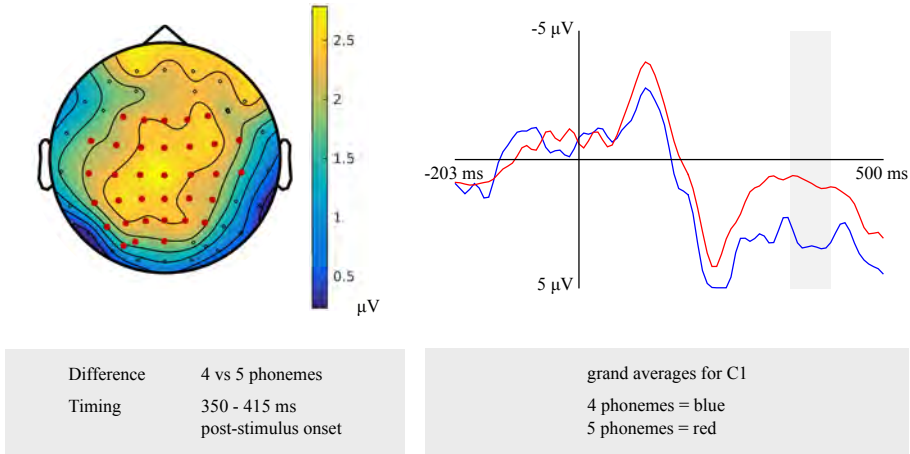 2.5
2
1.5
1.
0.5
μV
-5 μV
-203 ms
500 ms
5 μV
Difference 4 vs 5 phonemes
Timing 350 - 415 ms
post-stimulus onset
grand averages for C1
4 phonemes = blue
5 phonemes = red